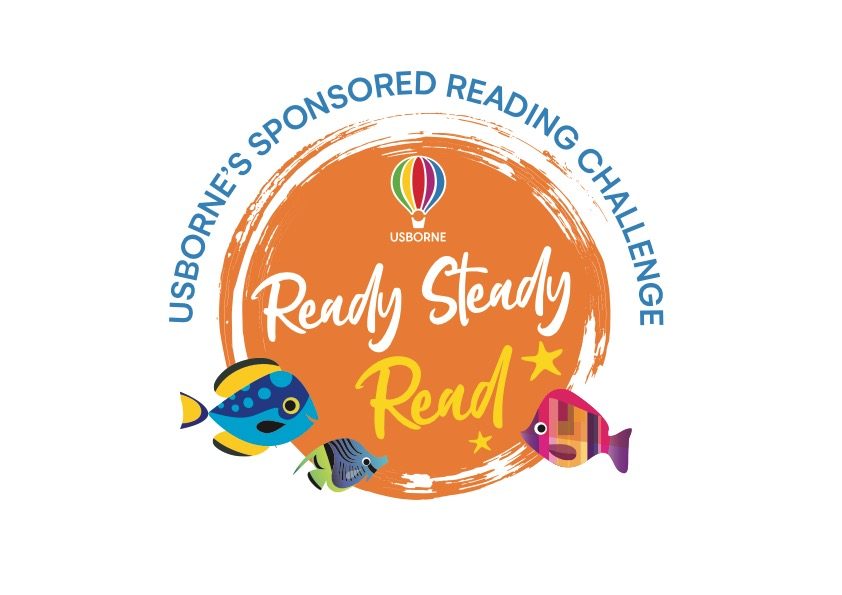 USBORNE'S SPONSORED READING CHALLENGE
USBORNE
Ready Steady
Read